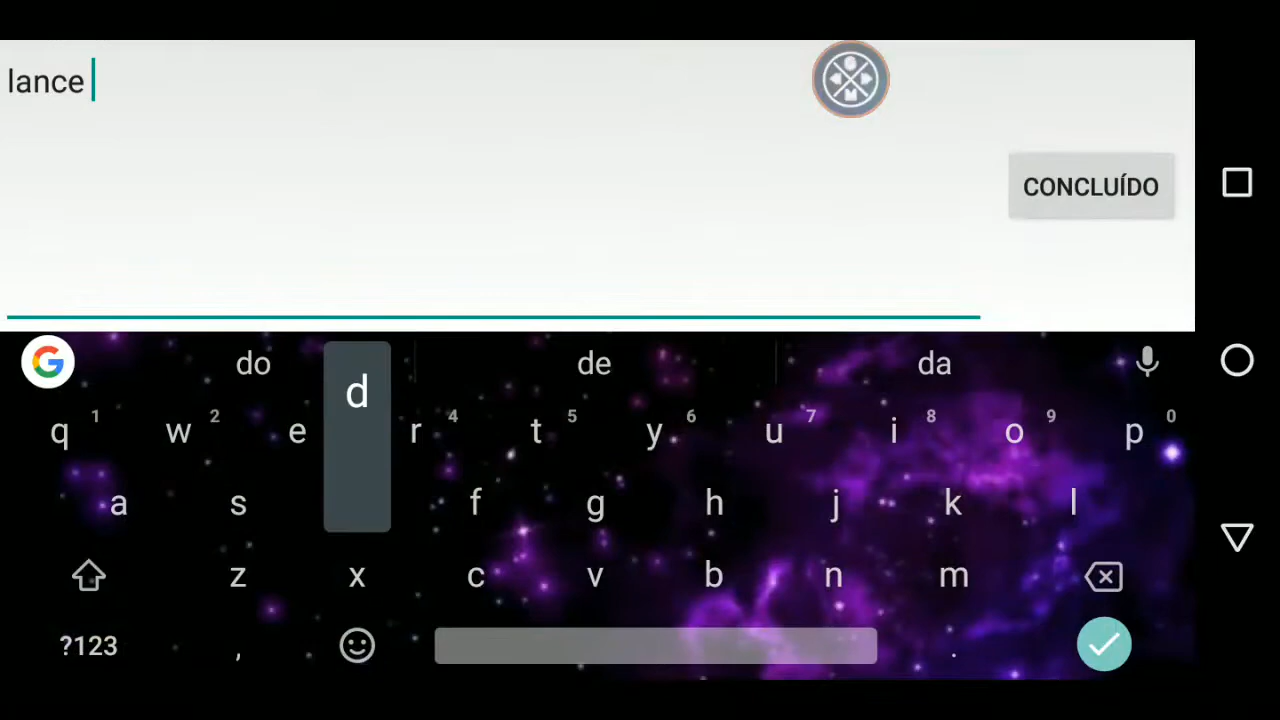 lance
CONCLUÍDO
do de da
d
1 2 4 5 6 7 8 9 0
q w e r t y u i o p
a s f g h j k l
z x c v b n m
?123 , .